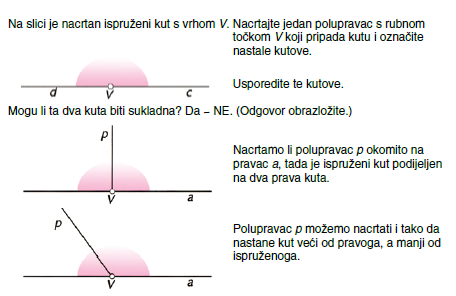 Na slici je nacrtan ispruženi kut s vrhom V. Nacrtajte jedan polupravac s rubnom
točkom V koji pripada kutu i označite
nastale kutove.
d V c
Usporedite te kutove.
Mogu li ta dva kuta biti sukladna? Da – NE. (Odgovor obrazložite.)
p
Nacrtamo li polupravac p okomito na
pravac a, tada je ispruženi kut podijeljen
na dva prava kuta.
V a
p
Polupravac p možemo nacrtati i tako da
nastane kut veći od pravoga, a manji od
ispruženoga.
V a